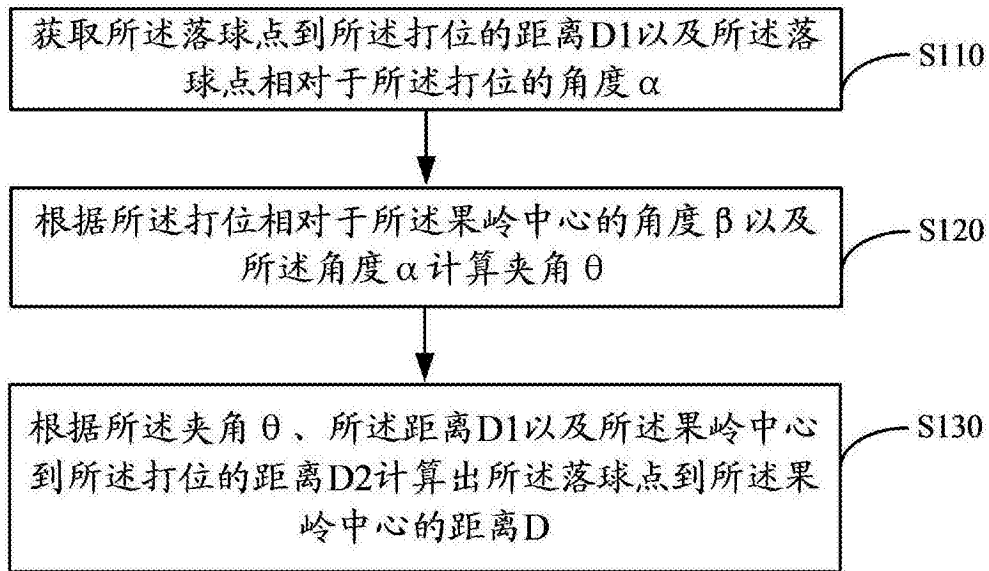 获取所述落球点到所述打位的距离D1以及所述落
球点相对于所述打位的角度α
S110
根据所述打位相对于所述果岭中心的角度β以及
所述角度α计算夹角θ
S120
根据所述夹角θ、所述距离D1以及所述果岭中心
到所述打位的距离D2计算出所述落球点到所述果
岭中心的距离D
S130